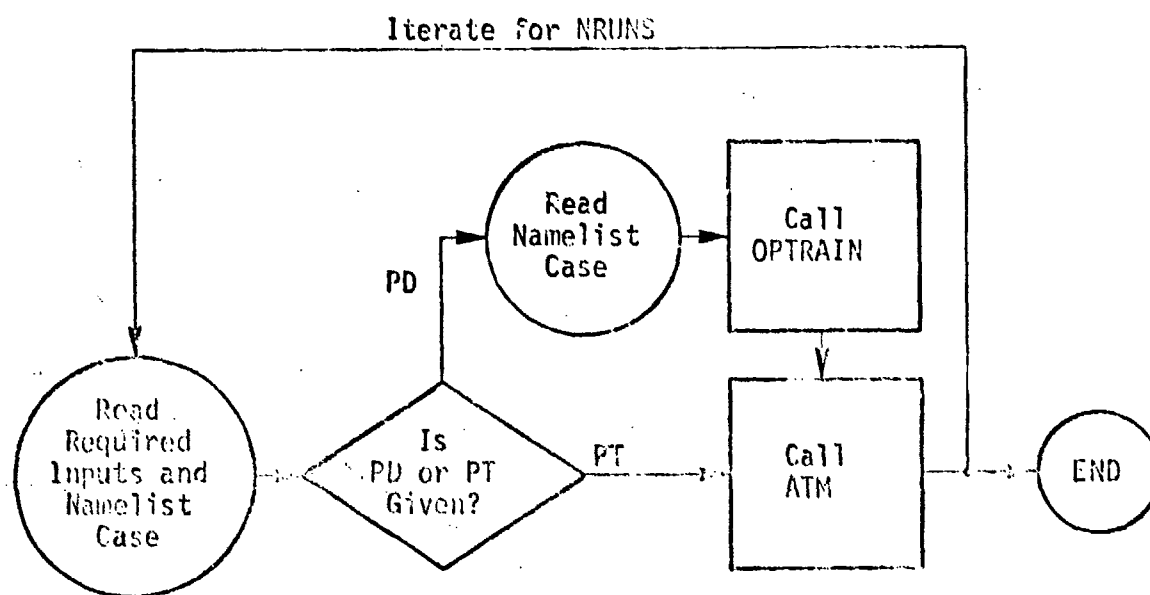 Iterate for NRUNS
Read
Namelist
Case
Call
OPTRAIN
PD
Read
Required
Inputs and
Namelist
Case
Is
PD or PT
Given?
PT
Call
ATM
END